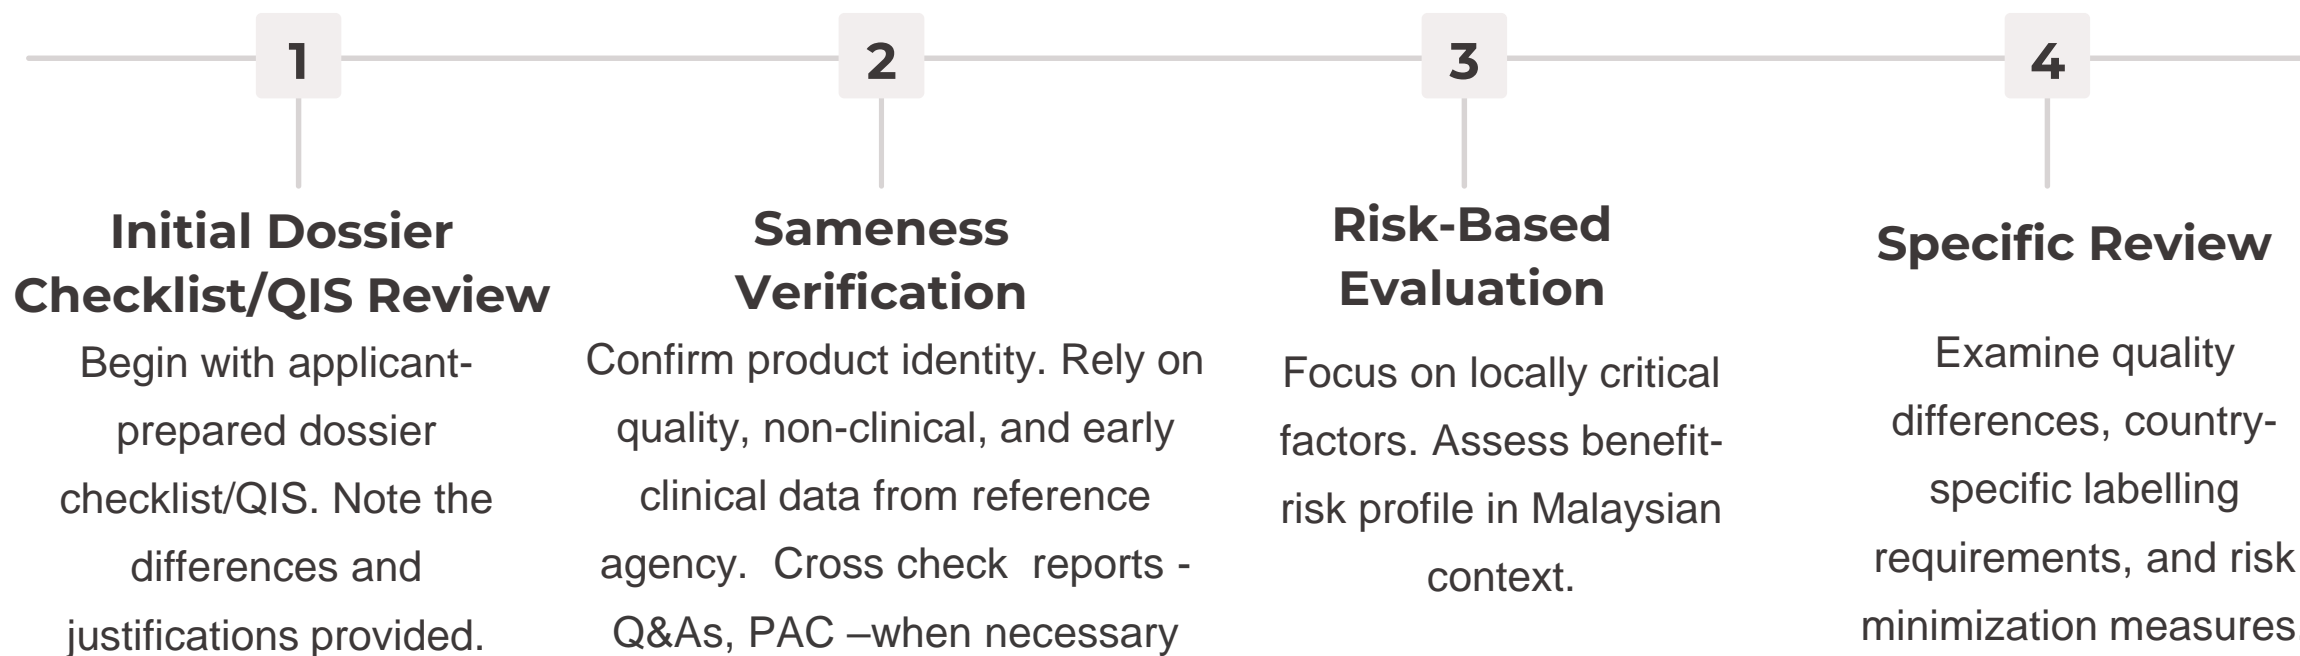 1
Initial Dossier
Checklist/QIS Review
Begin with applicant-
prepared dossier
checklist/QIS. Note the
differences and
justifications provided.
2
Sameness
Verification
Confirm product identity. Rely on
quality, non-clinical, and early
clinical data from reference
agency.  Cross check  reports -
Q&As, PAC –when necessary
3
Risk-Based
Evaluation
Focus on locally critical
factors. Assess benefit-
risk profile in Malaysian
context.
4
Specific Review
Examine quality
differences, country-
specific labelling
requirements, and risk
minimization measures.